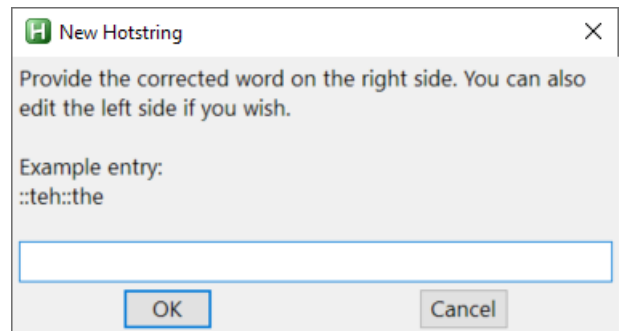 New Hotstring
Provide the corrected word on the right side. You can also
edit the left side if you wish.
Example entry:
::teh::the
OK
Cancel